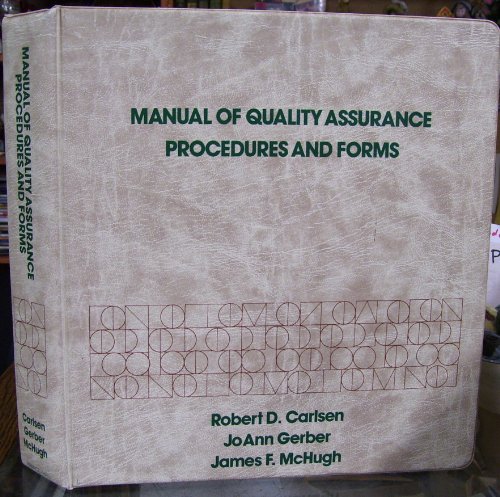 MANUAL OF QUALITY ASSURANCE
PROCEDURES AND FORMS
Robert D. Carlsen
JoAnn Gerber
James F. McHugh
MANUAL OF QUALITY ASSURANCE
PROCEDURES AND FORMS
Carlsen
Gerber
McHugh